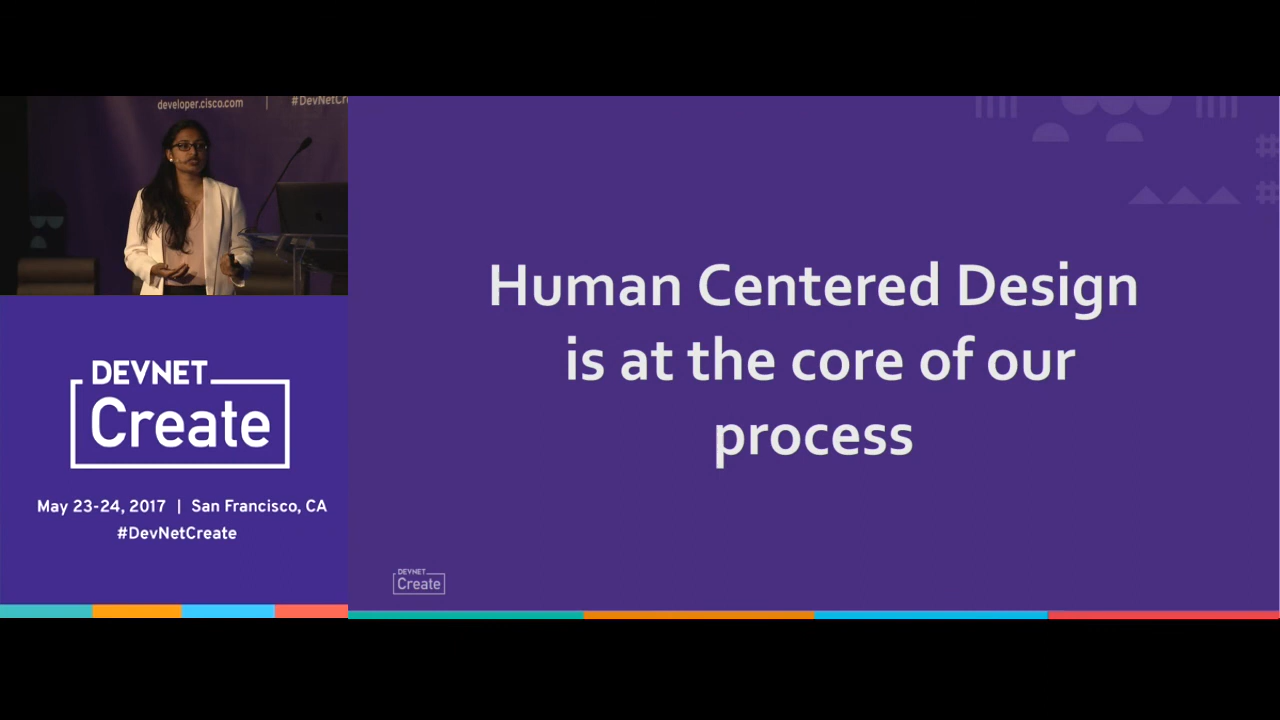 developer.cisco.com | #DevNetCr
DEVNET
Create
May 23-24, 2017 | San Francisco, CA
#DevNetCreate
Human Centered Design
is at the core of our
process
DEVNET
Create